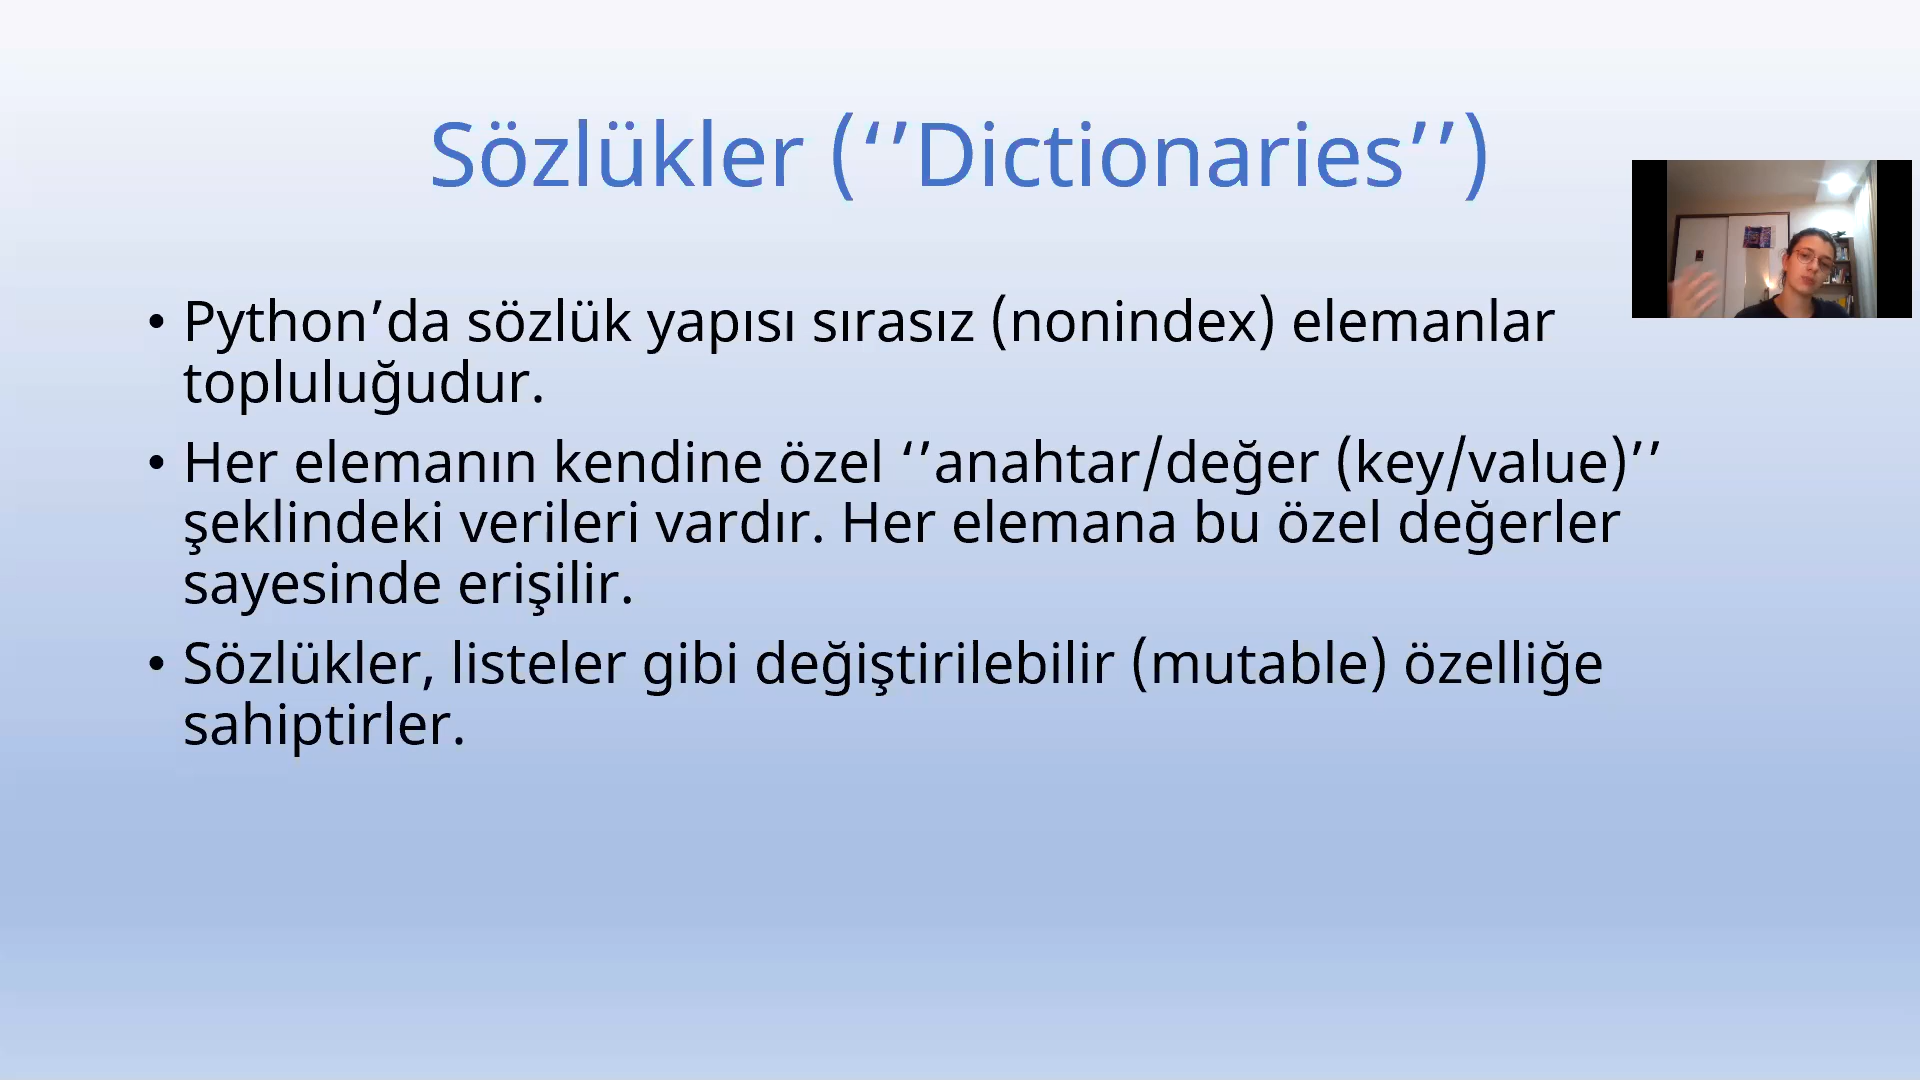 Sözlükler (‘’Dictionaries’’)
• Python’da sözlük yapısı sırasız (nonindex) elemanlar
topluluğudur.
• Her elemanın kendine özel ‘’anahtar/değer (key/value)’’
şeklindeki verileri vardır. Her elemana bu özel değerler
sayesinde erişilir.
• Sözlükler, listeler gibi değiştirilebilir (mutable) özelliğe
sahiptirler.